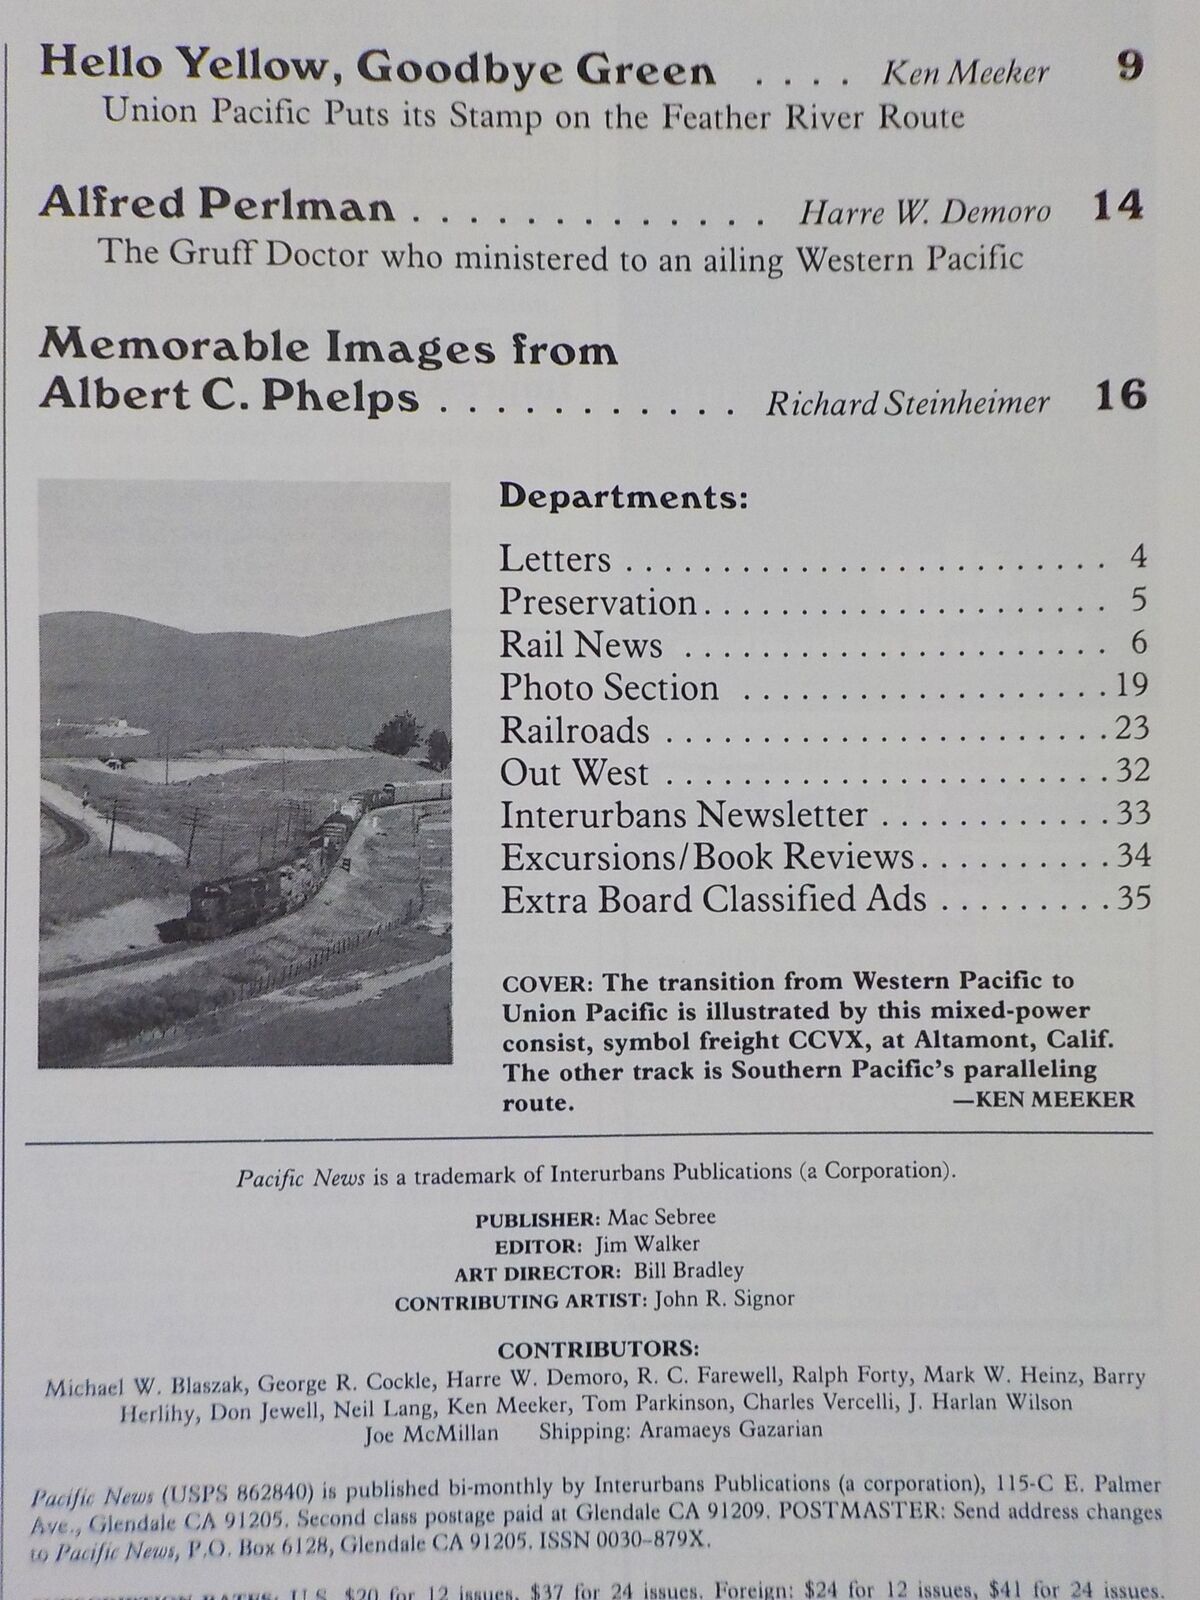 Hello Yellow, Goodbye Green . . . . Ken Meeker 9
Union Pacific Puts its Stamp on the Feather River Route
Alfred Perlman . . . . . . . . . . . . . Harre W. Demoro 14
The Gruff Doctor who ministered to an ailing Western Pacific
Memorable Images from
Albert C. Phelps . . . . . . . . . . . . Richard Steinheimer 16
Departments:
Letters . . . . . . . . . . . . . . . . . . . . . . . . . 4
Preservation . . . . . . . . . . . . . . . . . . . . . 5
Rail News . . . . . . . . . . . . . . . . . . . . . . 6
Photo Section . . . . . . . . . . . . . . . . . . . 19
Railroads . . . . . . . . . . . . . . . . . . . . . . . 23
Out West . . . . . . . . . . . . . . . . . . . . . . . 32
Interurbans Newsletter . . . . . . . . . . . . 33
Excursions/Book Reviews . . . . . . . . . . 34
Extra Board Classified Ads . . . . . . . . . 35
COVER: The transition from Western Pacific to
Union Pacific is illustrated by this mixed-power
consist, symbol freight CCVX, at Altamont, Calif.
The other track is Southern Pacific's paralleling
route. —KEN MEEKER
Pacific News is a trademark of Interurbans Publications (a Corporation).
PUBLISHER: Mac Sebree
EDITOR: Jim Walker
ART DIRECTOR: Bill Bradley
CONTRIBUTING ARTIST: John R. Signor
CONTRIBUTORS:
Michael W. Blaszak, George R. Cockle, Harre W. Demoro, R. C. Farewell, Ralph Forty, Mark W. Heinz, Barry
Herlihy, Don Jewell, Neil Lang, Ken Meeker, Tom Parkinson, Charles Vercelli, J. Harlan Wilson
Joe McMillan Shipping: Aramaeys Gazarian
Pacific News (USPS 862840) is published bi-monthly by Interurbans Publications (a corporation), 115-C E. Palmer
Ave., Glendale CA 91205. Second class postage paid at Glendale CA 91209. POSTMASTER: Send address changes
to Pacific News, P.O. Box 6128, Glendale CA 91205. ISSN 0030-879X.
RATES: U.S. $20 for 12 issues, $37 for 24 issues. Foreign: $24 for 12 issues, $41 for 24 issues.